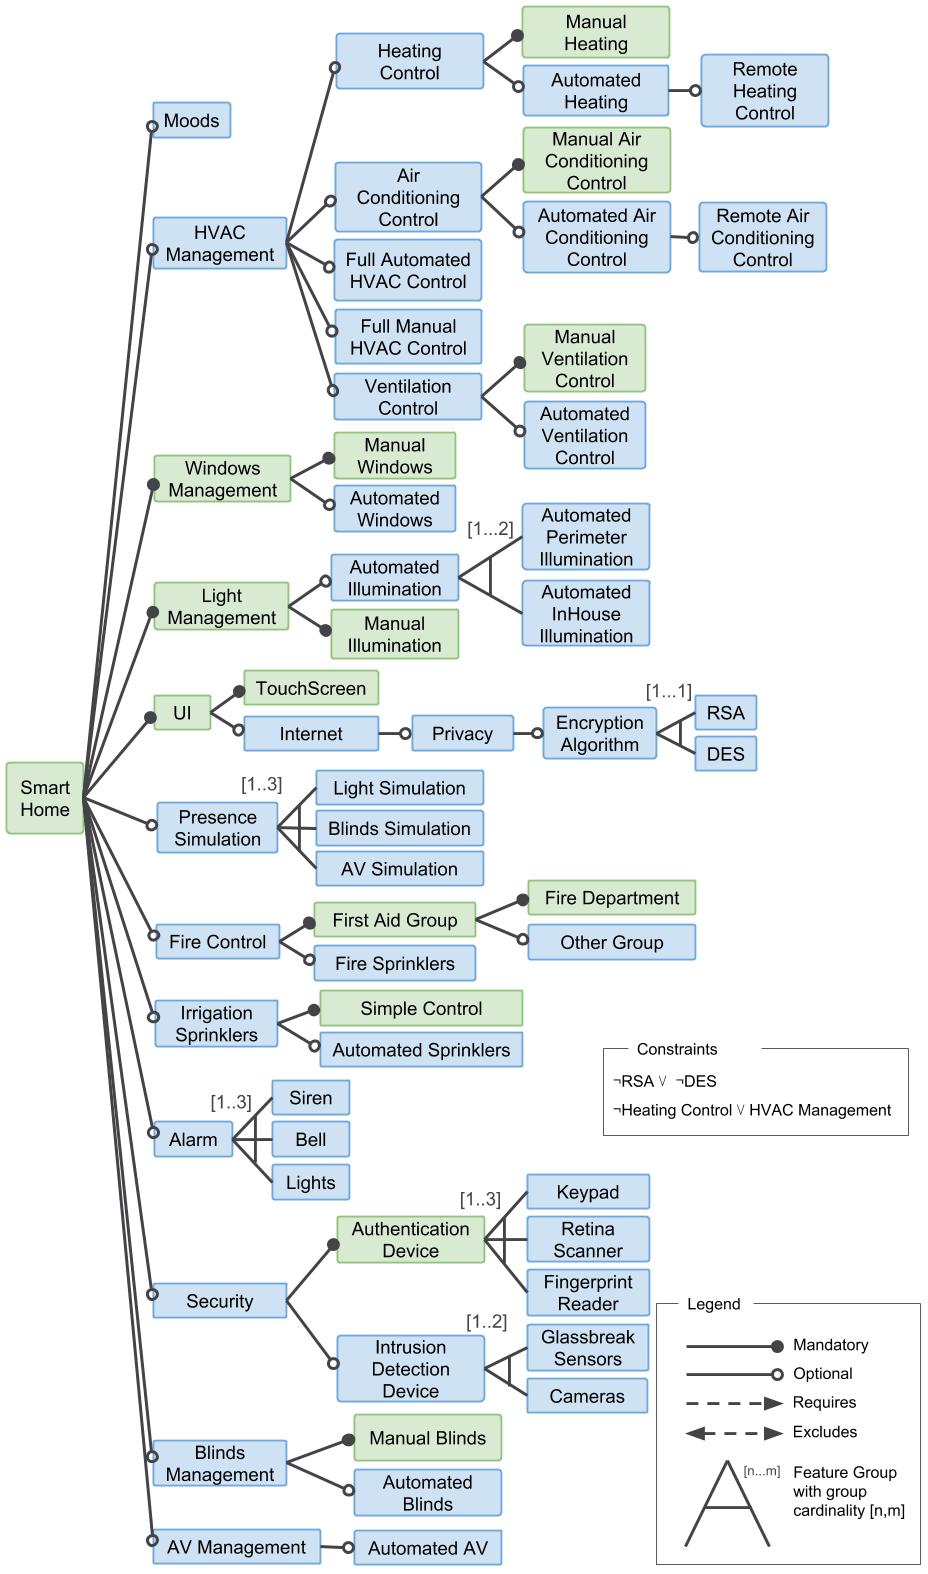 Manual
Heating
Heating
Control
Automated
Heating
Remote
Heating
Control
Moods
Manual Air
Conditioning
Control
Air
Conditioning
Control
Automated Air
Conditioning
Control
Remote Air
Conditioning
Control
HVAC
Management
Full Automated
HVAC Control
Full Manual
HVAC Control
Manual
Ventilation
Control
Ventilation
Control
Automated
Ventilation
Control
Windows
Management
Manual
Windows
Automated
Windows
[1...2]
Automated
Perimeter
Illumination
Automated
Illumination
Automated
InHouse
Illumination
Light
Management
Manual
Illumination
TouchScreen
UI
Internet
Privacy
Encryption
Algorithm
[1...1]
RSA
DES
Smart
Home
[1..3]
Presence
Simulation
Light Simulation
Blinds Simulation
AV Simulation
Fire Control
First Aid Group
Fire Department
Other Group
Fire Sprinklers
Irrigation
Sprinklers
Simple Control
Automated Sprinklers
Constraints
¬RSA \/ ¬DES
¬Heating Control \/ HVAC Management
[1..3]
Alarm
Siren
Bell
Lights
Security
Authentication
Device
[1..3]
Keypad
Retina
Scanner
Fingerprint
Reader
Intrusion
Detection
Device
[1..2]
Glassbreak
Sensors
Cameras
Blinds
Management
Manual Blinds
Automated
Blinds
AV Management
Automated AV
Legend
Mandatory
Optional
Requires
Excludes
[n...m]
Feature Group
with group
cardinality [n,m]